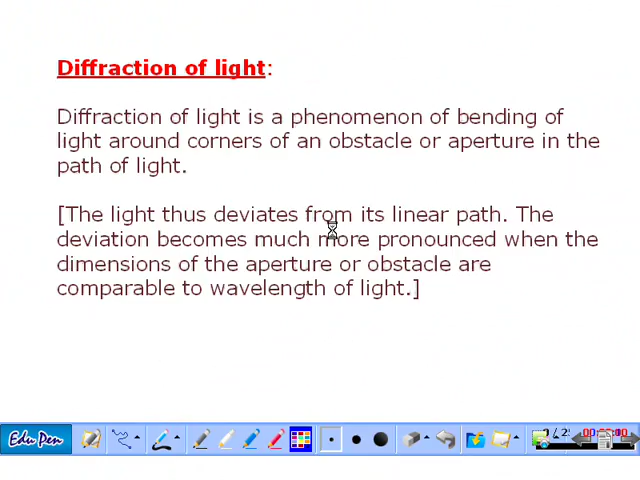 Diffraction of light:
Diffraction of light is a phenomenon of bending of
light around corners of an obstacle or aperture in the
path of light.
[The light thus deviates from its linear path. The
deviation becomes much more pronounced when the
dimensions of the aperture or obstacle are
comparable to wavelength of light.]
Edu Pen